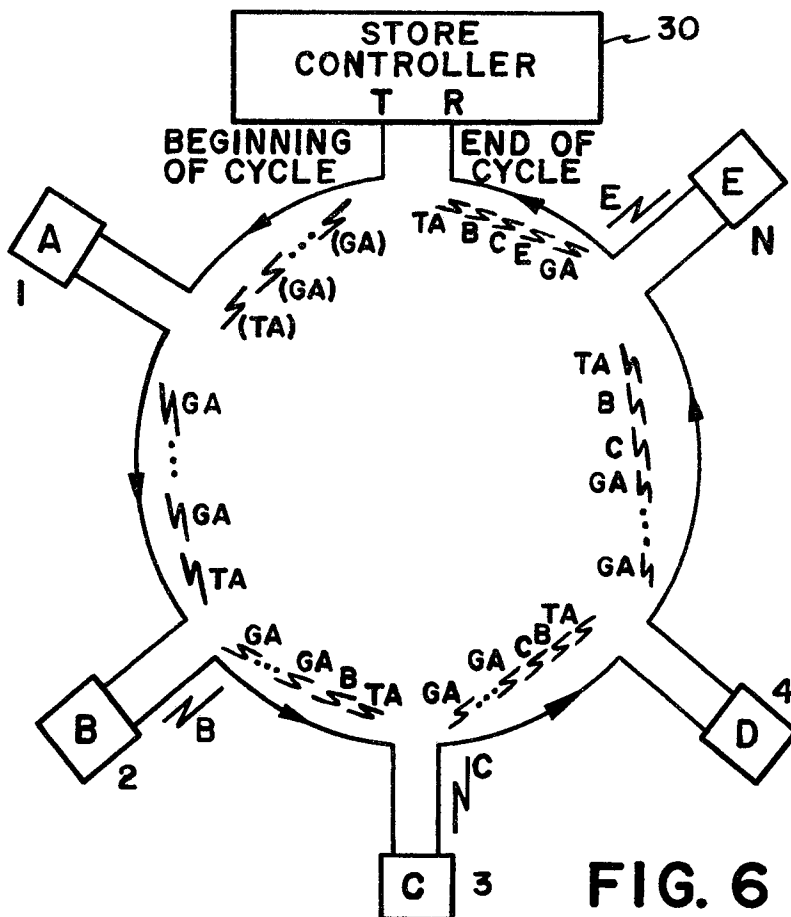 STORE
CONTROLLER
T R
30
BEGINNING
OF CYCLE
END OF
CYCLE
A
1
(GA)
(GA)
(TA)
TA B C E GA
E
E
N
GA
GA
TA
TA
B
C
GA
GA
GA GA B TA
GA GA C B TA
B
B
2
C
C
3
D
4
FIG. 6